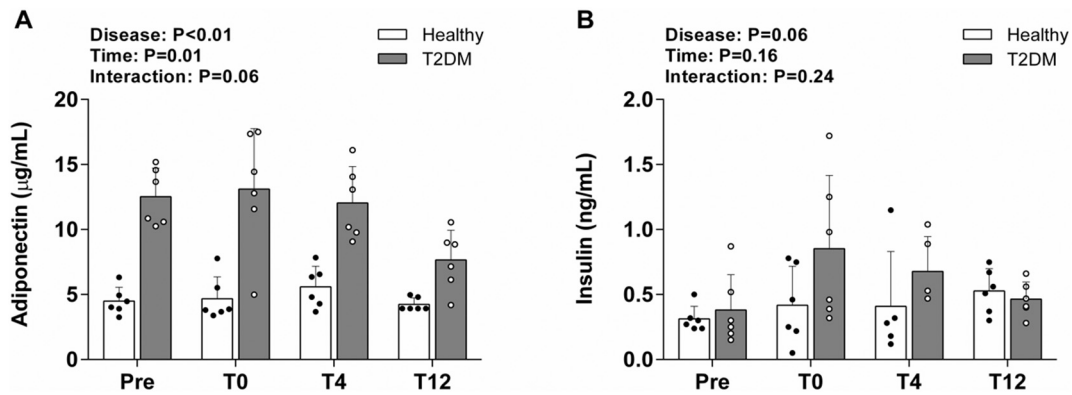 A
Disease: P<0.01
Time: P=0.01
Interaction: P=0.06
Healthy
T2DM
Adiponectin (μg/mL)
20
15
10
5
0
Pre T0 T4 T12
B
Disease: P=0.06
Time: P=0.16
Interaction: P=0.24
Healthy
T2DM
Insulin (ng/mL)
2.0
1.5
1.0
0.5
0.0
Pre T0 T4 T12